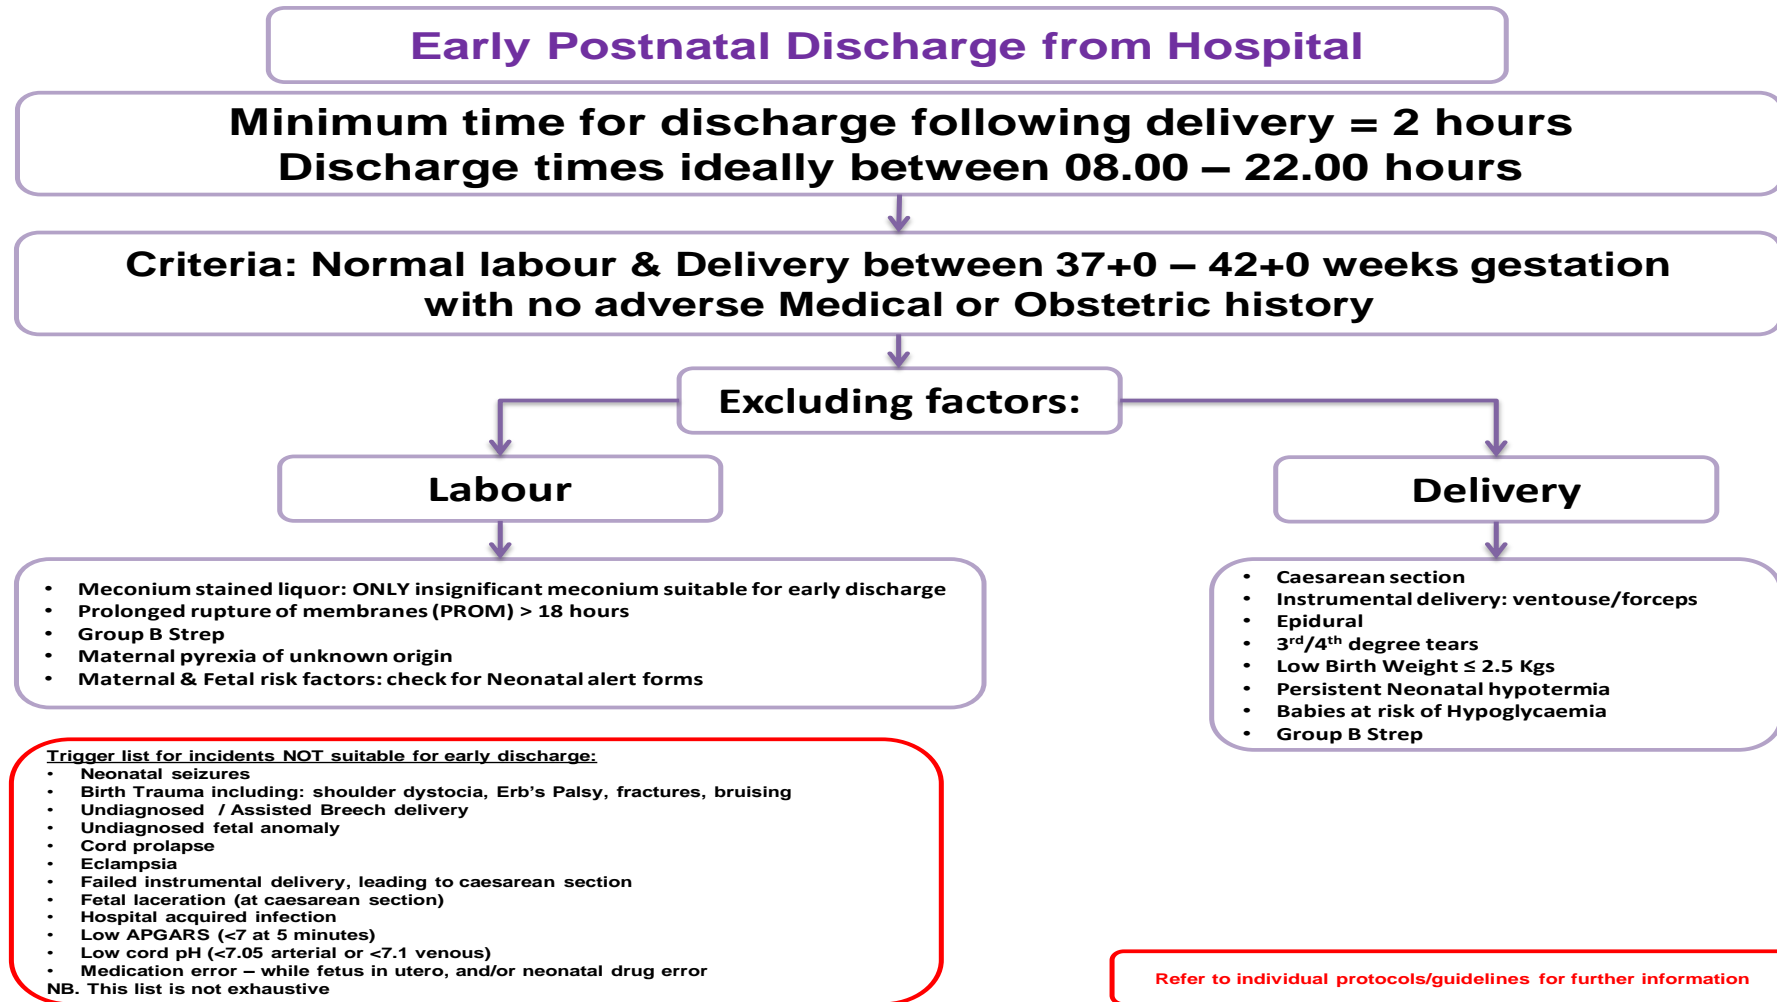 Early Postnatal Discharge from Hospital
Minimum time for discharge following delivery = 2 hours
Discharge times ideally between 08.00 – 22.00 hours
Criteria: Normal labour & Delivery between 37+0 – 42+0 weeks gestation
with no adverse Medical or Obstetric history
Excluding factors:
Labour
• Meconium stained liquor: ONLY insignificant meconium suitable for early discharge
• Prolonged rupture of membranes (PROM) > 18 hours
• Group B Strep
• Maternal pyrexia of unknown origin
• Maternal & Fetal risk factors: check for Neonatal alert forms
Delivery
• Caesarean section
• Instrumental delivery: ventouse/forceps
• Epidural
• 3rd/4th degree tears
• Low Birth Weight ≤ 2.5 Kgs
• Persistent Neonatal hypotermia
• Babies at risk of Hypoglycaemia
• Group B Strep
Trigger list for incidents NOT suitable for early discharge:
• Neonatal seizures
• Birth Trauma including: shoulder dystocia, Erb's Palsy, fractures, bruising
• Undiagnosed / Assisted Breech delivery
• Undiagnosed fetal anomaly
• Cord prolapse
• Eclampsia
• Failed instrumental delivery, leading to caesarean section
• Fetal laceration (at caesarean section)
• Hospital acquired infection
• Low APGARS (<7 at 5 minutes)
• Low cord pH (<7.05 arterial or <7.1 venous)
• Medication error – while fetus in utero, and/or neonatal drug error
NB. This list is not exhaustive
Refer to individual protocols/guidelines for further information